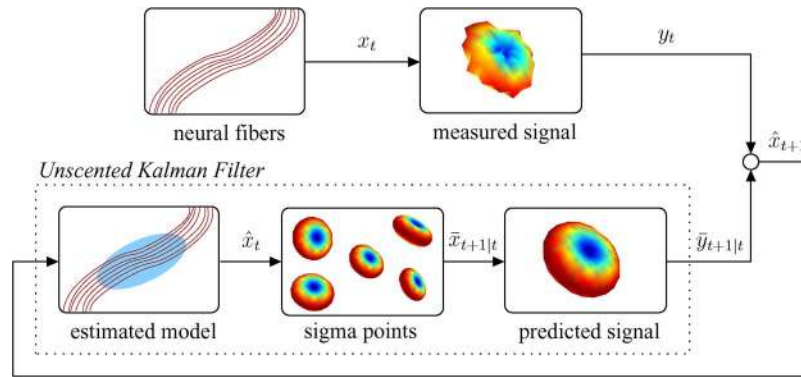 x_t
y_t
neural fibers
measured signal
x̂_{t+1}
Unscented Kalman Filter
x̂_t
x̄_{t+1|t}
ȳ_{t+1|t}
estimated model
sigma points
predicted signal